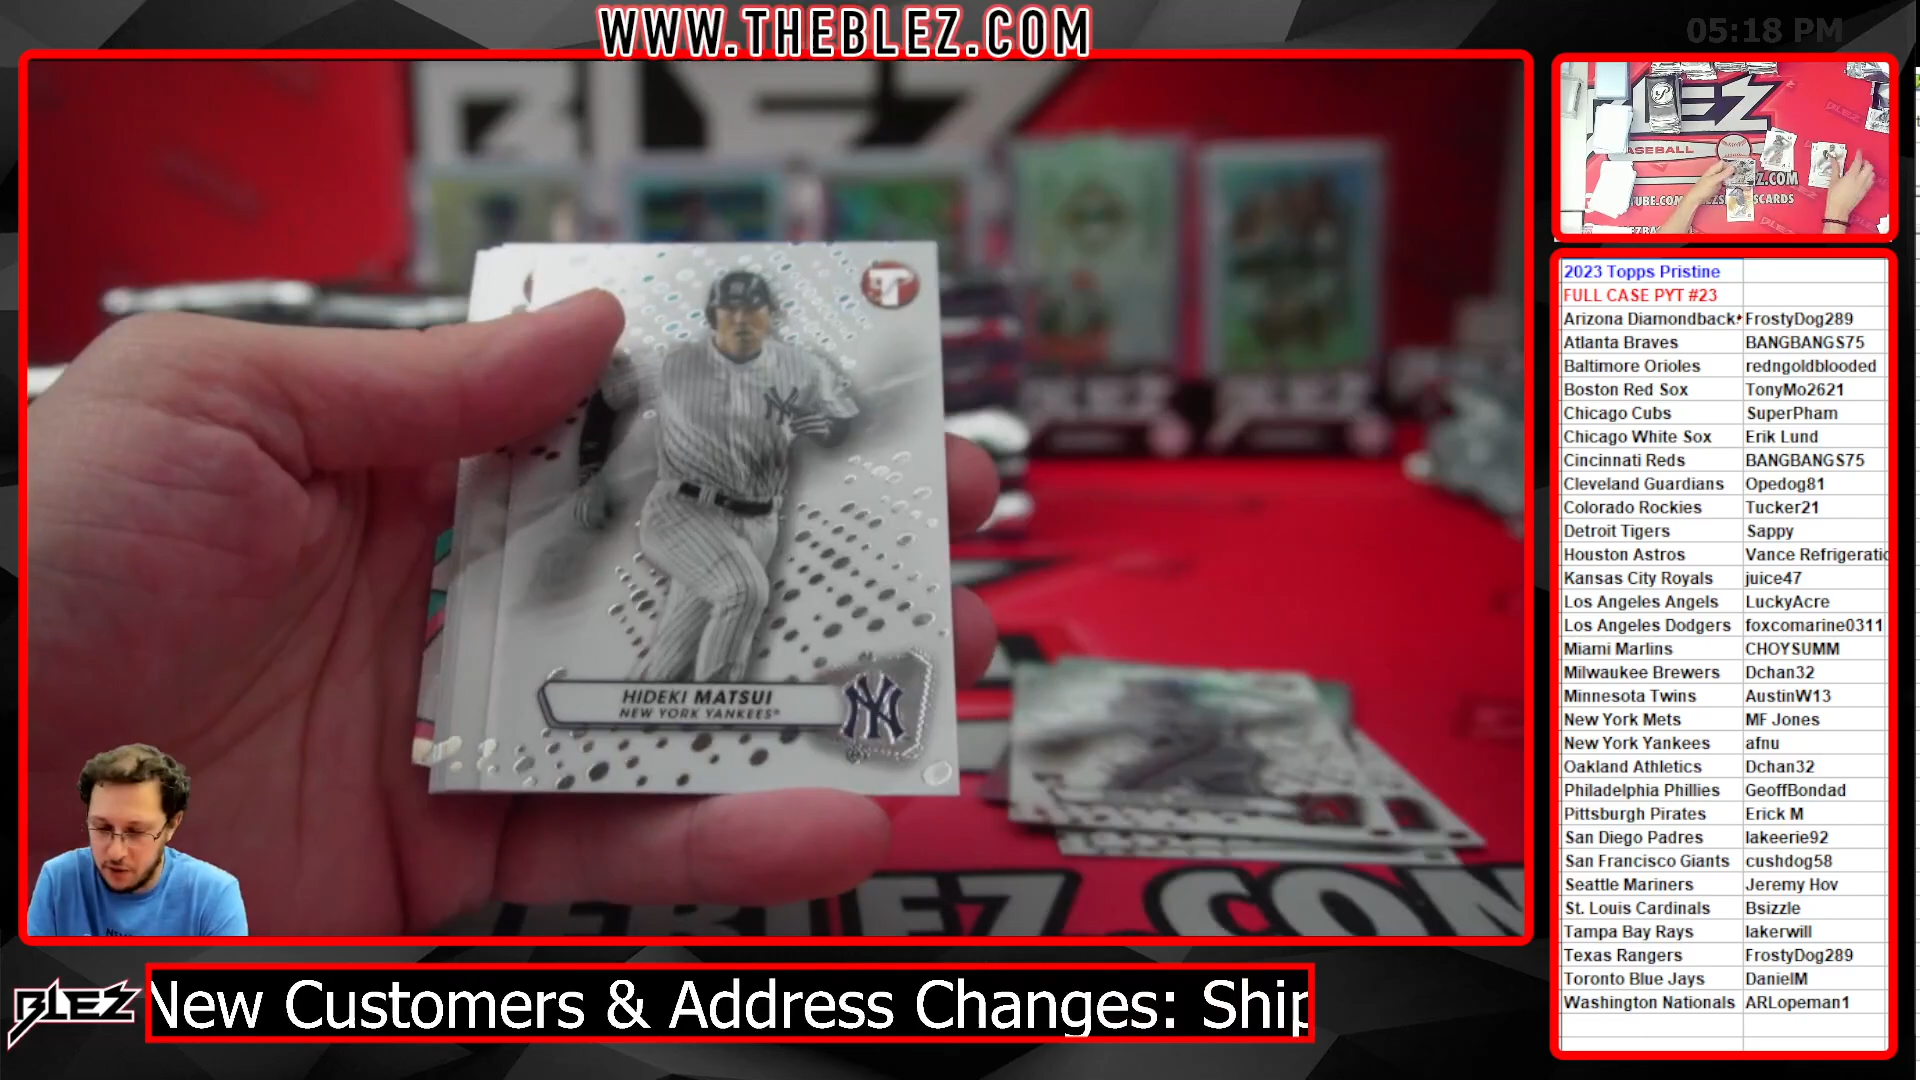 WWW.THEBLEZ.COM
05:18 PM
BLEZ
ASEBALL
HIDEKI MATSUI
NEW YORK YANKEES
2023 Topps Pristine
FULL CASE PYT #23
Arizona Diamondback FrostyDog289
Atlanta Braves BANGBANGS75
Baltimore Orioles redngoldblooded
Boston Red Sox TonyMo2621
Chicago Cubs SuperPham
Chicago White Sox Erik Lund
Cincinnati Reds BANGBANGS75
Cleveland Guardians Opedog81
Colorado Rockies Tucker21
Detroit Tigers Sappy
Houston Astros Vance Refrigeratio
Kansas City Royals juice47
Los Angeles Angels LuckyAcre
Los Angeles Dodgers foxcomarine0311
Miami Marlins CHOYSUMM
Milwaukee Brewers Dchan32
Minnesota Twins AustinW13
New York Mets MF Jones
New York Yankees afnu
Oakland Athletics Dchan32
Philadelphia Phillies GeoffBondad
Pittsburgh Pirates Erick M
San Diego Padres lakeerie92
San Francisco Giants cushdog58
Seattle Mariners Jeremy Hov
St. Louis Cardinals Bsizzle
Tampa Bay Rays lakerwill
Texas Rangers FrostyDog289
Toronto Blue Jays DanielM
Washington Nationals ARLopeman1
BLEZ
New Customers & Address Changes: Ship